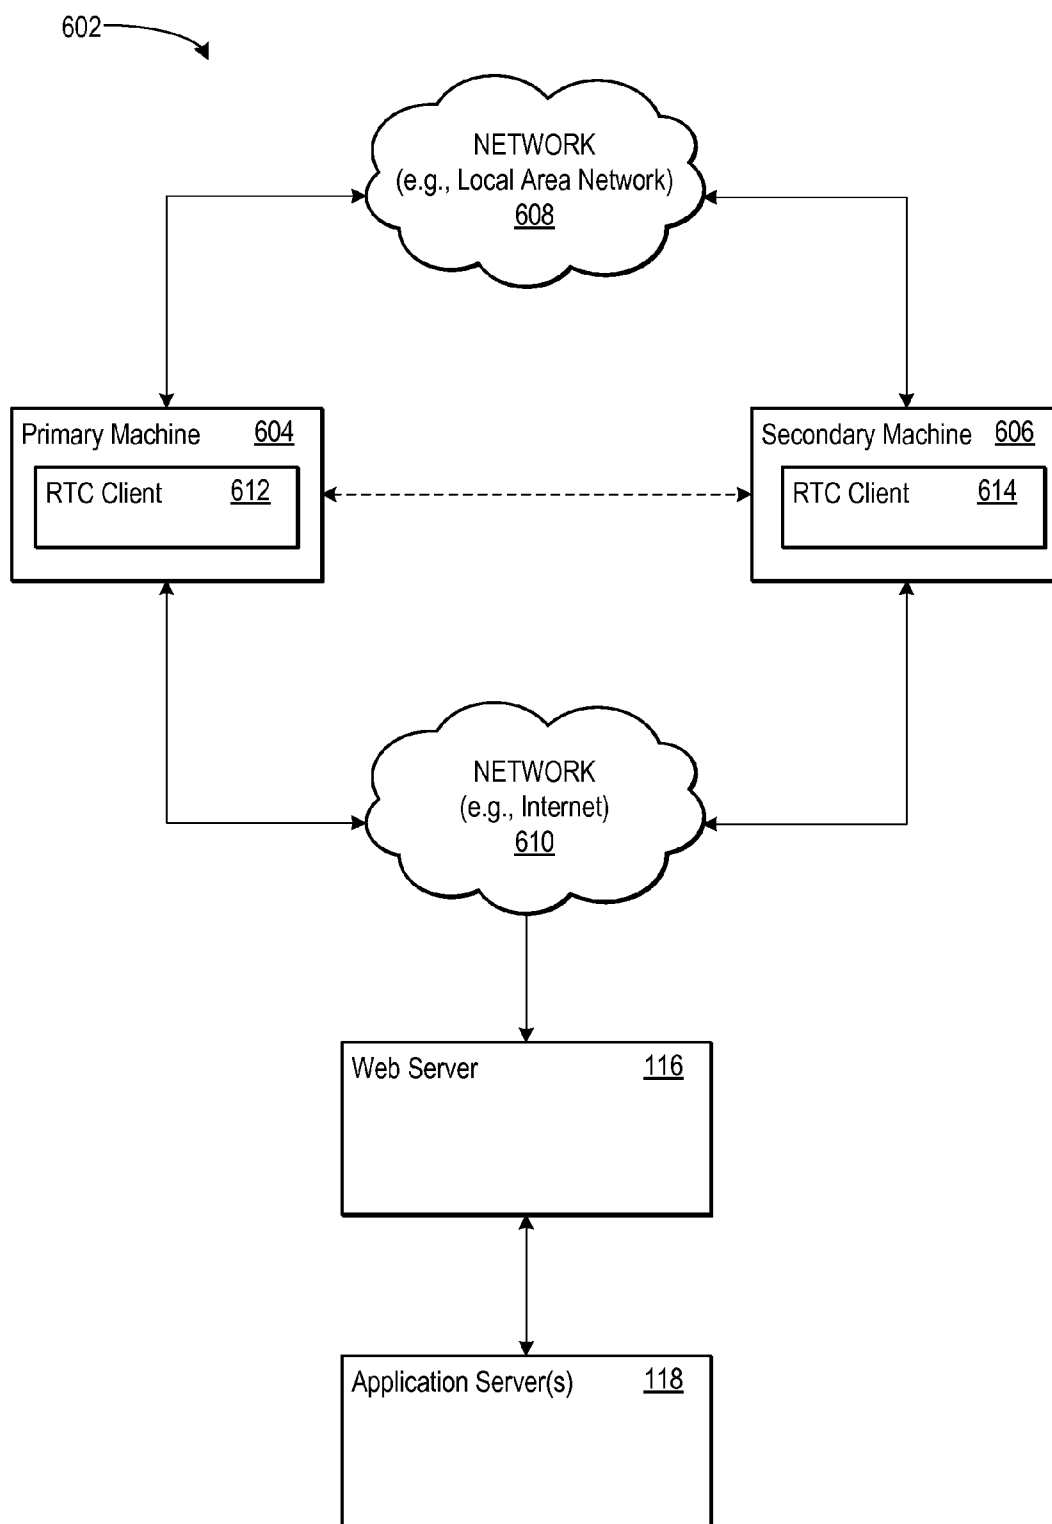 602
NETWORK
(e.g., Local Area Network)
608
Primary Machine 604
RTC Client 612
Secondary Machine 606
RTC Client 614
NETWORK
(e.g., Internet)
610
Web Server 116
Application Server(s) 118